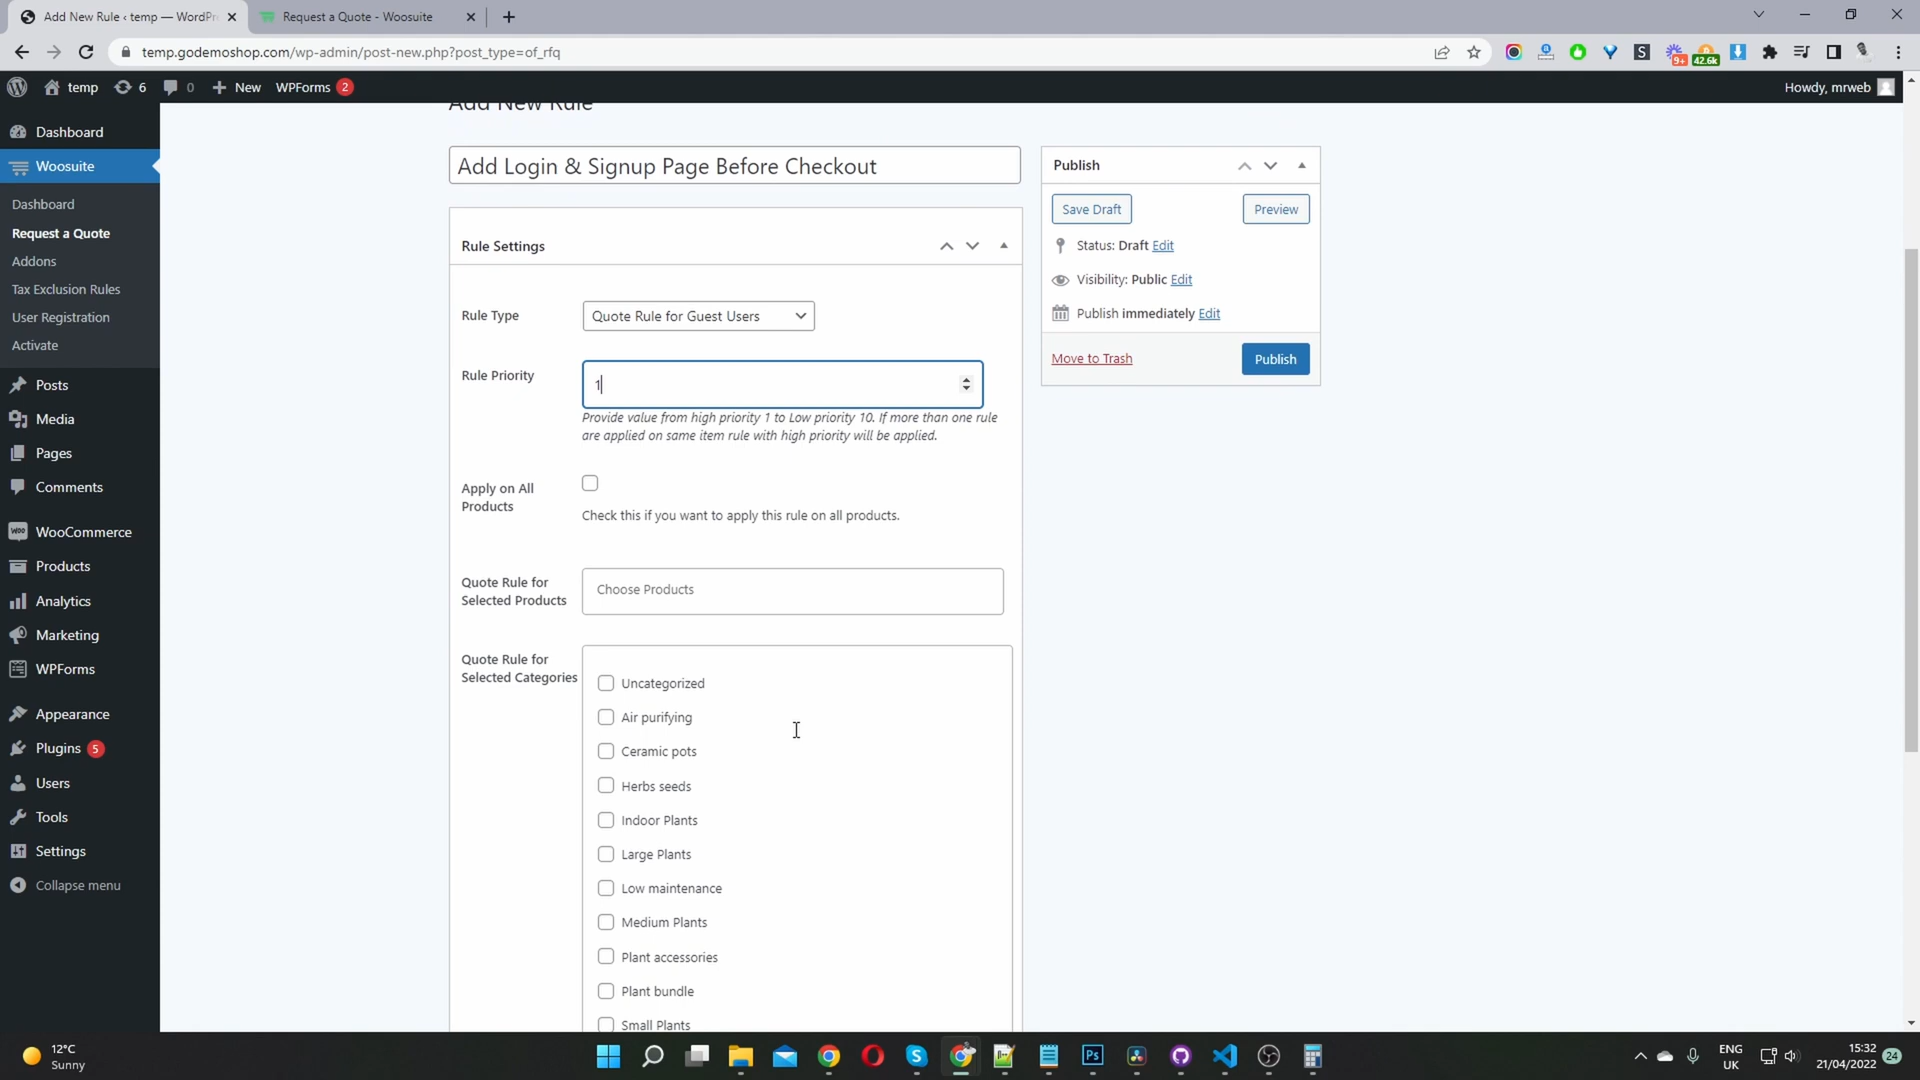 Add New Rule ‹ temp — WordPr
Request a Quote - Woosuite
temp.godemoshop.com/wp-admin/post-new.php?post_type=of_rfq
9+
42.6k
temp
6
0
New
WPForms 2
Howdy, mrweb
Dashboard
Woosuite
Dashboard
Request a Quote
Addons
Tax Exclusion Rules
User Registration
Activate
Posts
Media
Pages
Comments
WooCommerce
Products
Analytics
Marketing
WPForms
Appearance
Plugins 5
Users
Tools
Settings
Collapse menu
Add New Rule
Add Login & Signup Page Before Checkout
Rule Settings
Rule Type
Quote Rule for Guest Users
Rule Priority
1
Provide value from high priority 1 to Low priority 10. If more than one rule
are applied on same item rule with high priority will be applied.
Apply on All
Products
Check this if you want to apply this rule on all products.
Quote Rule for
Selected Products
Choose Products
Quote Rule for
Selected Categories
Uncategorized
Air purifying
Ceramic pots
Herbs seeds
Indoor Plants
Large Plants
Low maintenance
Medium Plants
Plant accessories
Plant bundle
Small Plants
Publish
Save Draft
Preview
Status: Draft Edit
Visibility: Public Edit
Publish immediately Edit
Move to Trash
Publish
12°C
Sunny
Ps
ENG
UK
15:32
21/04/2022
24